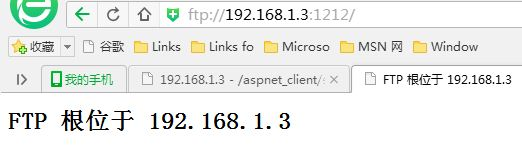 ftp://192.168.1.3:1212/
收藏 谷歌 Links Links fo Microso MSN 网 Window
我的手机 192.168.1.3 - /aspnet_client/ FTP 根位于 192.168.1.3
FTP 根位于 192.168.1.3